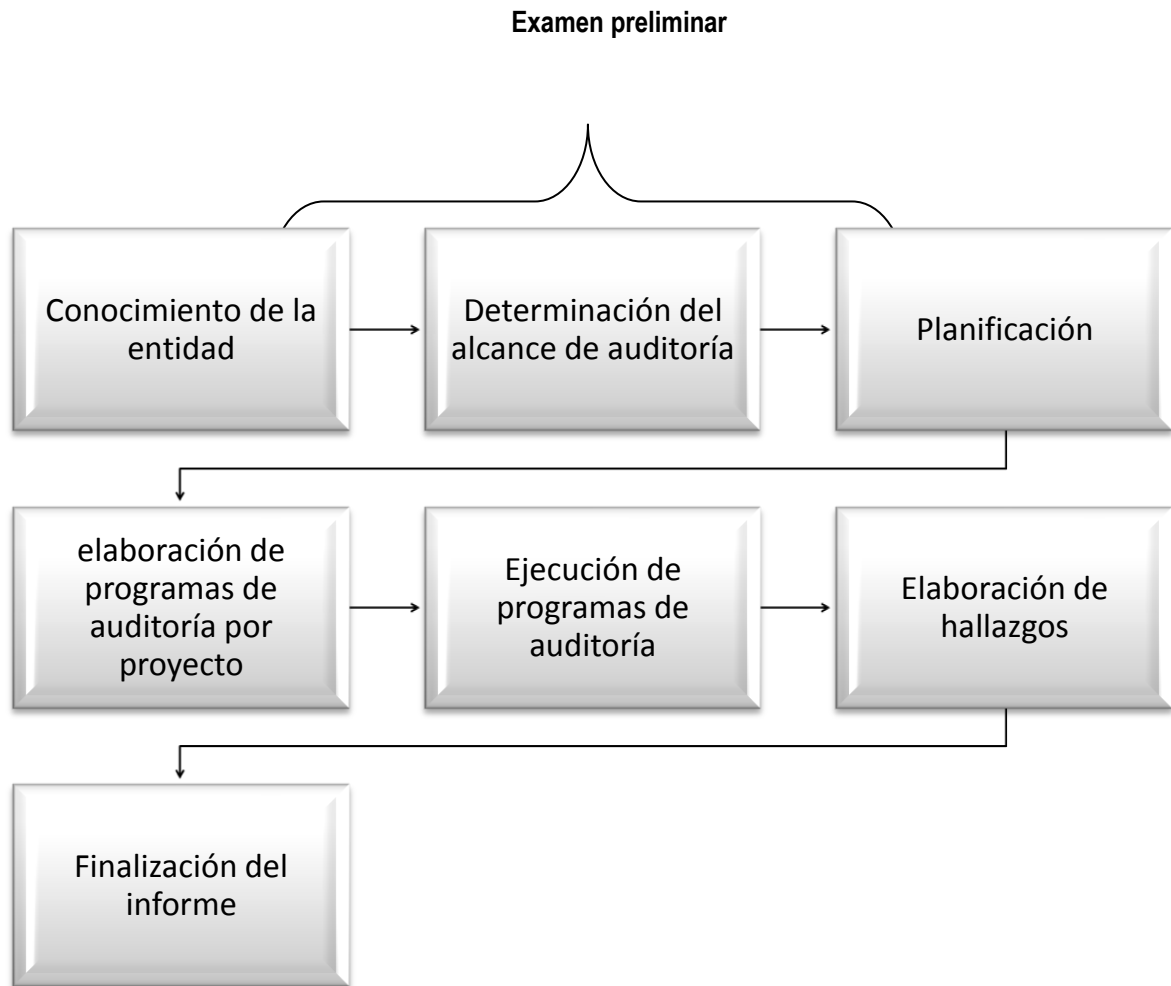 Examen preliminar
Conocimiento de la
entidad
Determinación del
alcance de auditoría
Planificación
elaboración de
programas de
auditoría por
proyecto
Ejecución de
programas de
auditoría
Elaboración de
hallazgos
Finalización del
informe